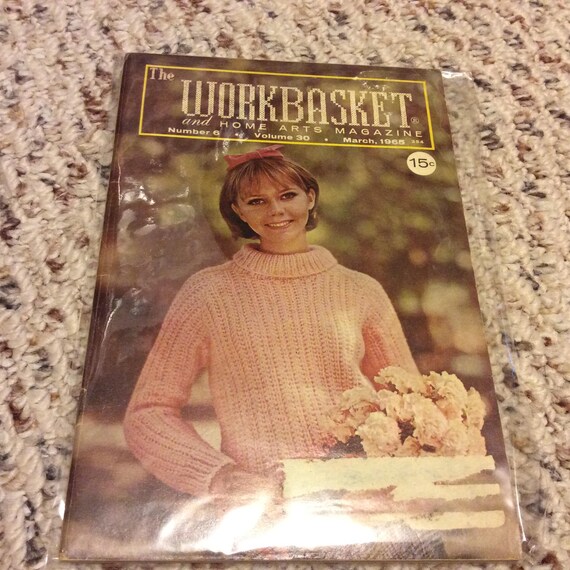 The
WORKBASKET®
and HOME ARTS MAGAZINE
Number 6 • Volume 30 • March, 1965
15c